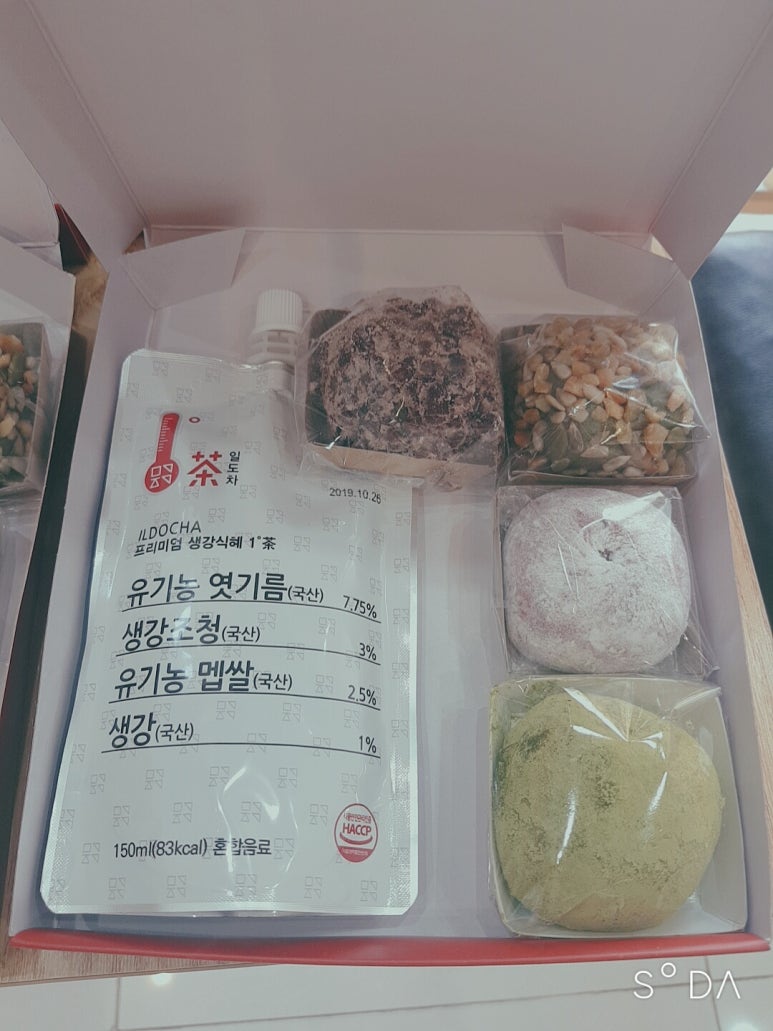 茶
일도차
2019.10.26
ILDOCHA
프리미엄 생강식혜 1°茶
유기농 엿기름(국산) 7.75%
생강조청(국산) 3%
유기농 멥쌀(국산) 2.5%
생강(국산) 1%
150ml(83kcal) 혼합음료
HACCP
S°DA